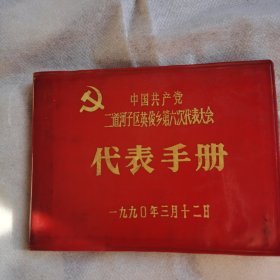 中国共产党
二道河子区英俊乡第六次代表大会
代表手册
一九九〇年三月十二日